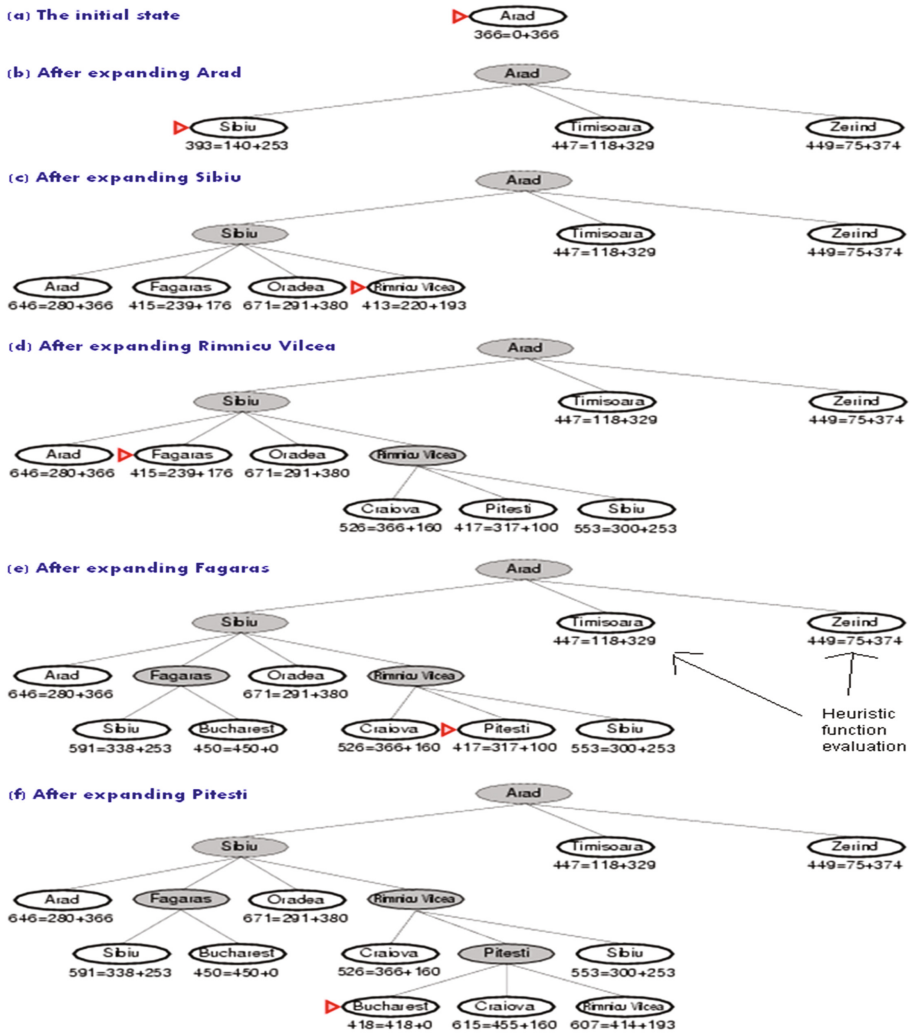 (a) The initial state
Arad
366=0+366
(b) After expanding Arad
Arad
Sibiu Timisoara Zerind
393=140+253 447=118+329 449=75+374
(c) After expanding Sibiu
Arad
Sibiu Timisoara Zerind
447=118+329 449=75+374
Arad Fagaras Oradea Rimnicu Vilcea
646=280+366 415=239+176 671=291+380 413=220+193
(d) After expanding Rimnicu Vilcea
Arad
Sibiu Timisoara Zerind
447=118+329 449=75+374
Arad Fagaras Oradea Rimnicu Vilcea
646=280+366 415=239+176 671=291+380
Craiova Pitesti Sibiu
526=366+160 417=317+100 553=300+253
(e) After expanding Fagaras
Arad
Sibiu Timisoara Zerind
447=118+329 449=75+374
Arad Fagaras Oradea Rimnicu Vilcea
646=280+366 671=291+380
Sibiu Bucharest Craiova Pitesti Sibiu
591=338+253 450=450+0 526=366+160 417=317+100 553=300+253
Heuristic
function
evaluation
(f) After expanding Pitesti
Arad
Sibiu Timisoara Zerind
447=118+329 449=75+374
Arad Fagaras Oradea Rimnicu Vilcea
646=280+366 671=291+380
Sibiu Bucharest Craiova Pitesti Sibiu
591=338+253 450=450+0 526=366+160 553=300+253
Bucharest Craiova Rimnicu Vilcea
418=418+0 615=455+160 607=414+193